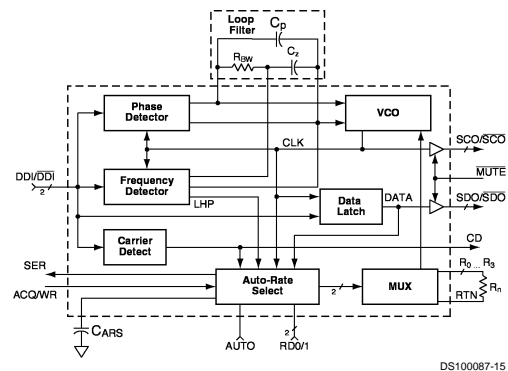 Loop
Filter
Cp
RBW
Cz
Phase
Detector
VCO
CLK
SCO/SCO
DDI/DDI
2
MUTE
Frequency
Detector
LHP
Data
Latch
DATA
SDO/SDO
2
Carrier
Detect
CD
SER
Auto-Rate
Select
2
MUX
R0 ... R3
Rn
RTN
ACQ/WR
CARS
2
AUTO
RD0/1
DS100087-15